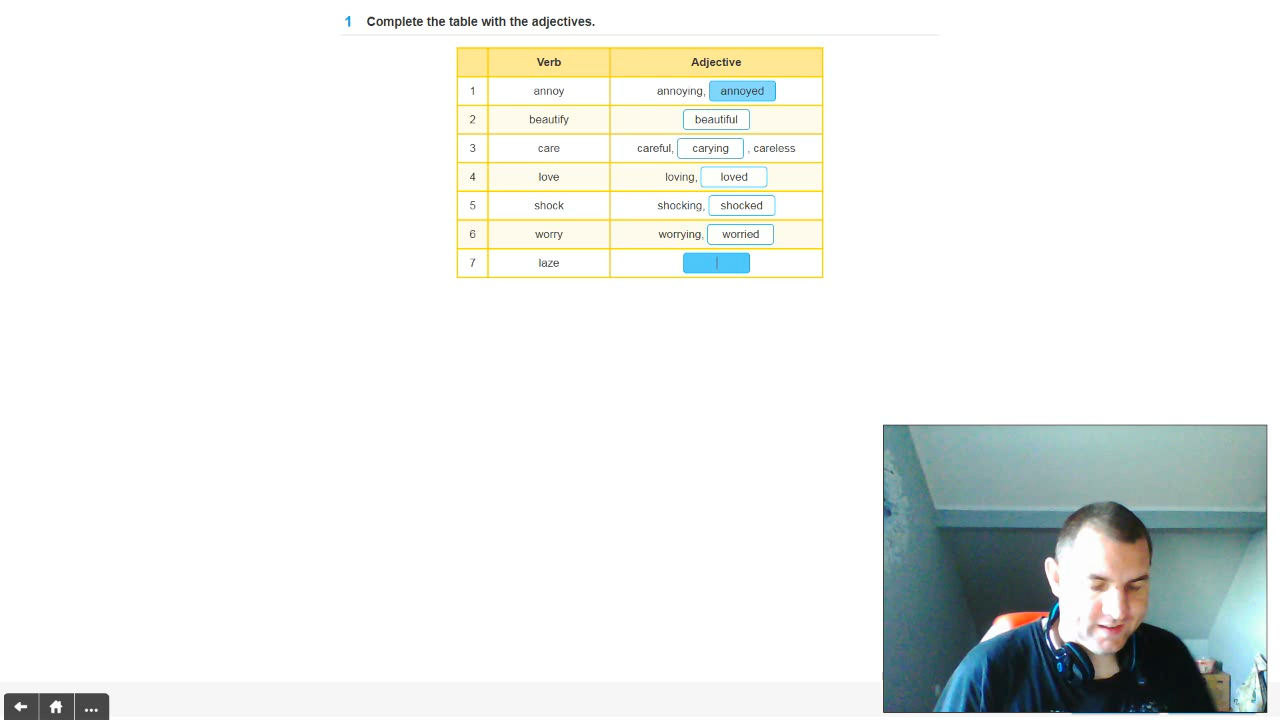 1 Complete the table with the adjectives.
Verb Adjective
1 annoy annoying, annoyed
2 beautify beautiful
3 care careful, carying , careless
4 love loving, loved
5 shock shocking, shocked
6 worry worrying, worried
7 laze
...